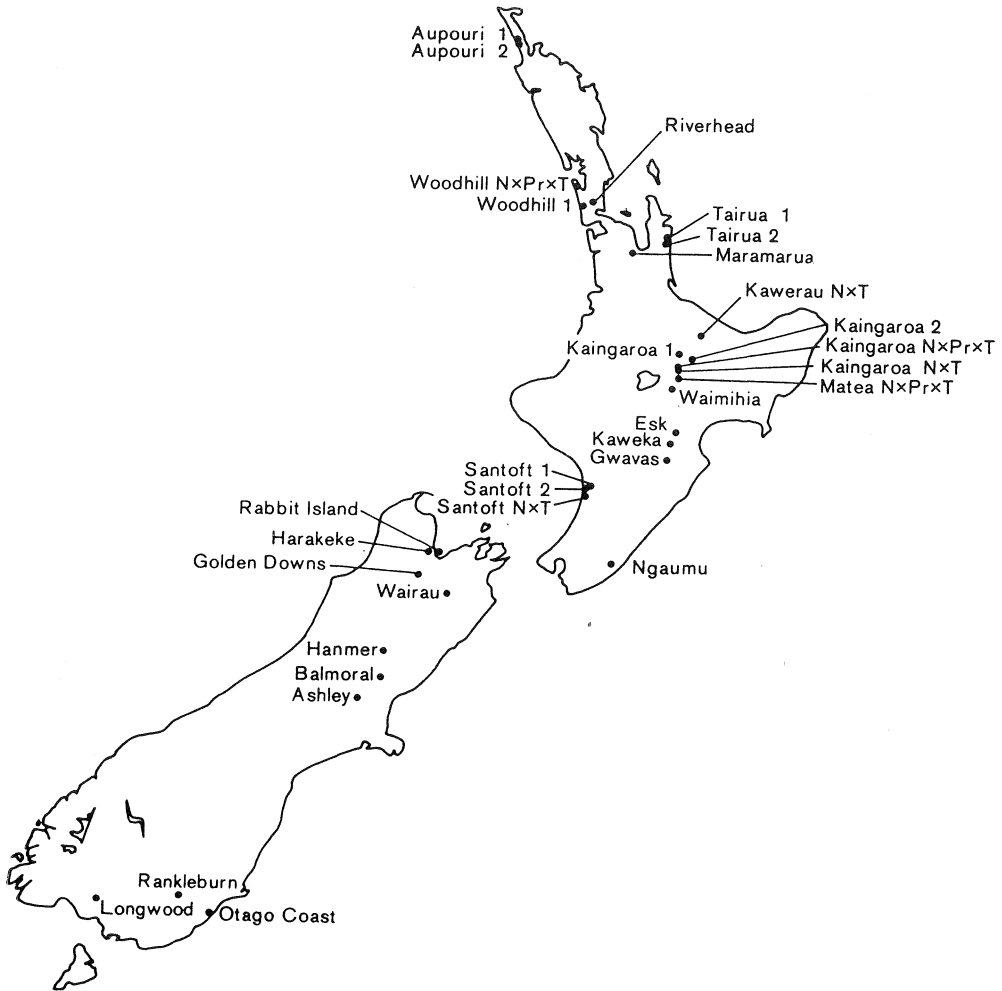 Aupouri 1
Aupouri 2
Riverhead
Woodhill N×Pr×T
Woodhill 1
Tairua 1
Tairua 2
Maramarua
Kawerau N×T
Kaingaroa 2
Kaingaroa 1
Kaingaroa N×Pr×T
Kaingaroa N×T
Matea N×Pr×T
Waimihia
Esk
Kaweka
Gwavas
Santoft 1
Santoft 2
Santoft N×T
Rabbit Island
Harakeke
Golden Downs
Ngaumu
Wairau
Hanmer
Balmoral
Ashley
Rankleburn
Longwood
Otago Coast